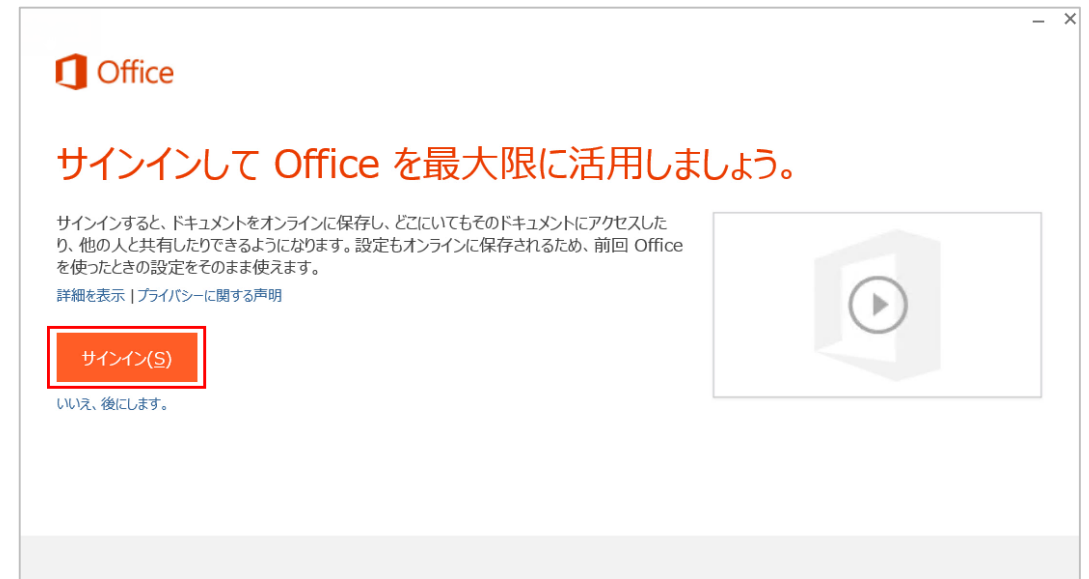 Office
サインインして Office を最大限に活用しましょう。
サインインすると、ドキュメントをオンラインに保存し、どこにいてもそのドキュメントにアクセスした
り、他の人と共有したりできるようになります。設定もオンラインに保存されるため、前回 Office
を使ったときの設定をそのまま使えます。
詳細を表示 | プライバシーに関する声明
サインイン(S)
いいえ、後にします。